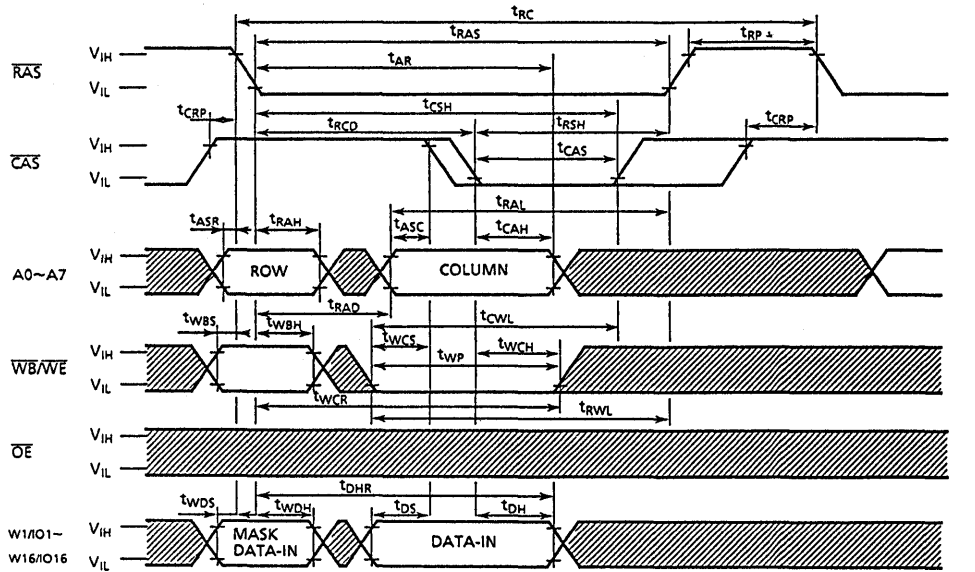 tRC
tRAS
tRP
tAR
RAS
VIH
VIL
tCSH
tCRP
tRCD
tRSH
tCRP
CAS
VIH
VIL
tCAS
tRAL
tASR
tRAH
tASC
tCAH
A0~A7
VIH
VIL
ROW
COLUMN
tRAD
tCWL
tWBS
tWBH
tWCS
tWCH
WB/WE
VIH
VIL
tWP
tWCR
tRWL
OE
VIH
VIL
tDHR
tWDS
tWDH
tDS
tDH
W1/IO1~
W16/IO16
VIH
VIL
MASK
DATA-IN
DATA-IN